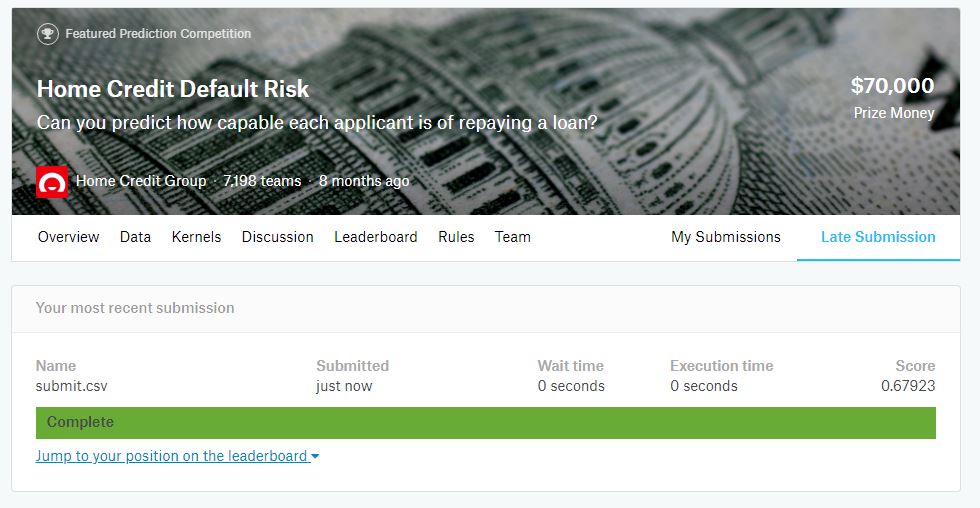 Featured Prediction Competition
Home Credit Default Risk
Can you predict how capable each applicant is of repaying a loan?
$70,000
Prize Money
Home Credit Group · 7,198 teams · 8 months ago
Overview Data Kernels Discussion Leaderboard Rules Team My Submissions Late Submission
Your most recent submission
Name Submitted Wait time Execution time Score
submit.csv just now 0 seconds 0 seconds 0.67923
Complete
Jump to your position on the leaderboard